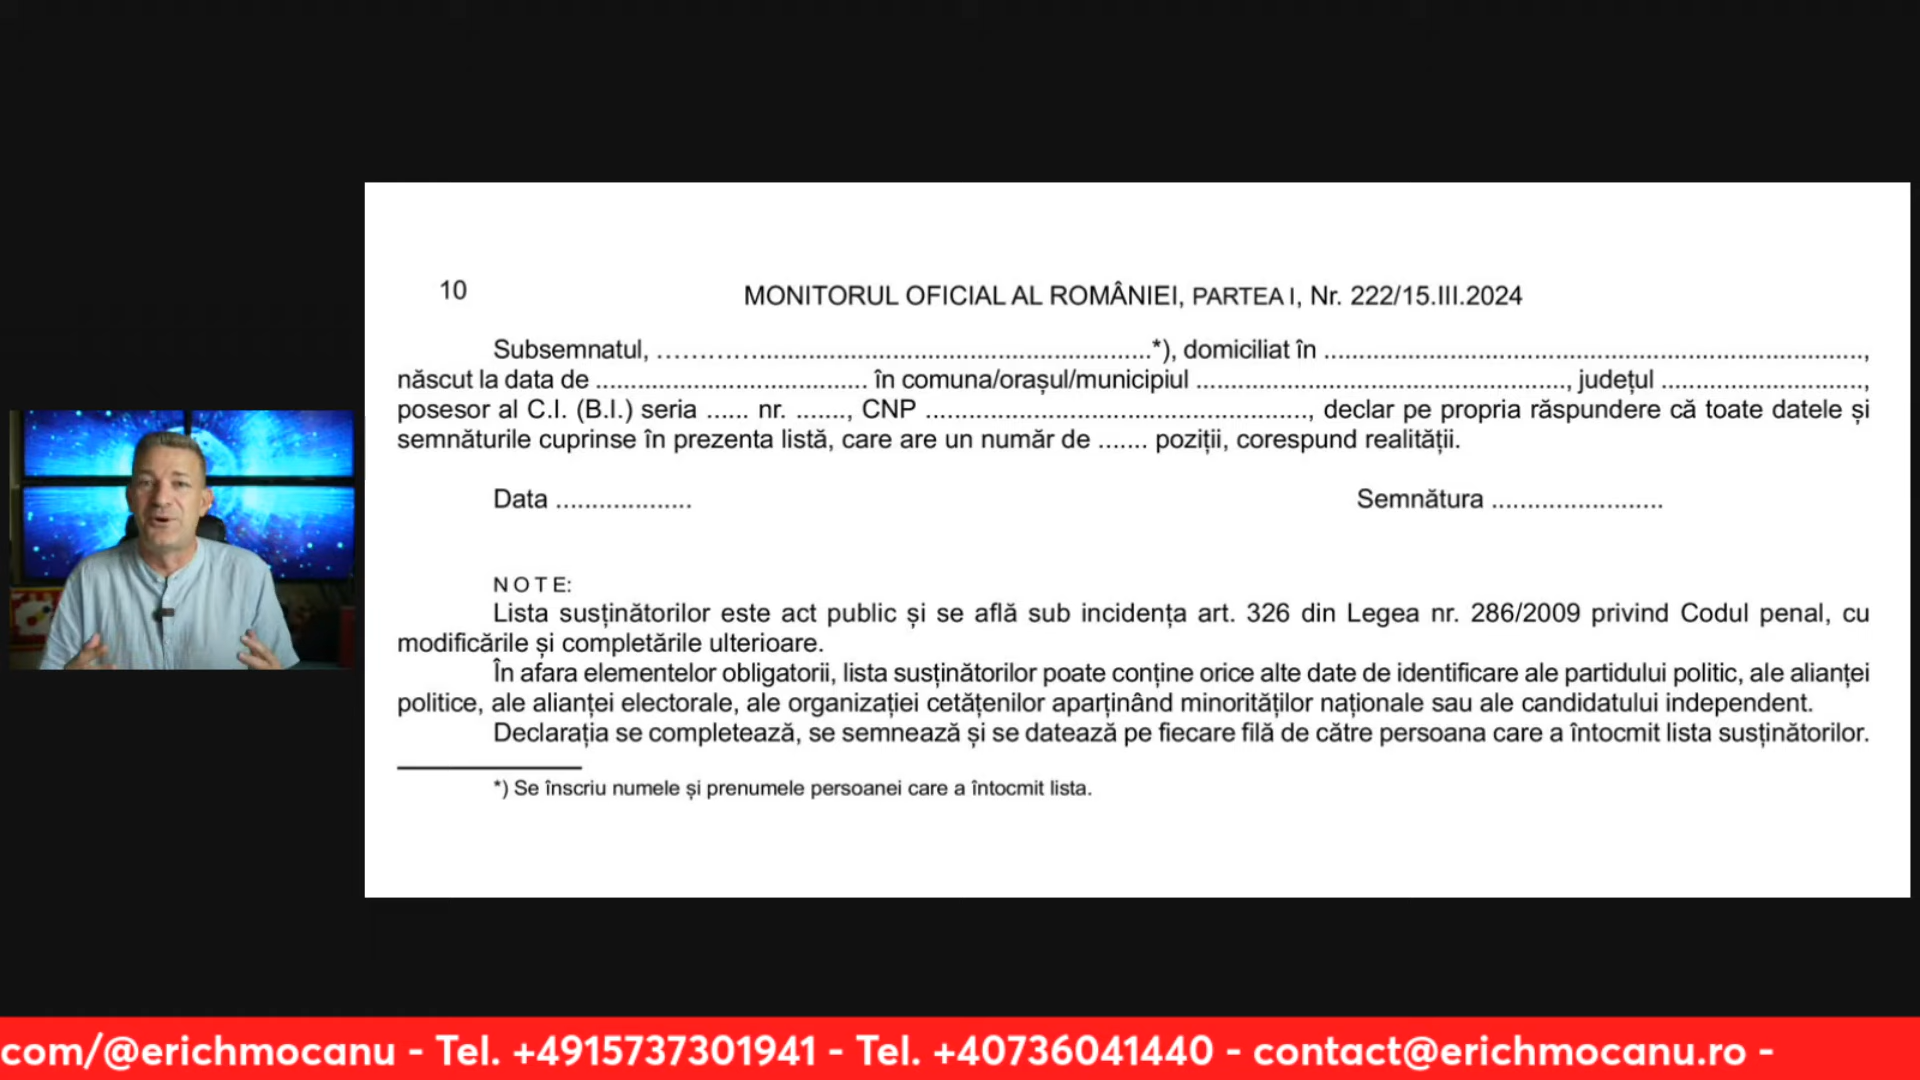 10
MONITORUL OFICIAL AL ROMÂNIEI, PARTEA I, Nr. 222/15.III.2024
Subsemnatul, ................................................................*), domiciliat în ..........................................................................,
născut la data de ..................................... în comuna/orașul/municipiul .................................................., județul ............................,
posesor al C.I. (B.I.) seria ...... nr. ......., CNP ...................................................., declar pe propria răspundere că toate datele și
semnăturile cuprinse în prezenta listă, care are un număr de ....... poziții, corespund realității.
Data ................... Semnătura ........................
NOTE:
Lista susținătorilor este act public și se află sub incidența art. 326 din Legea nr. 286/2009 privind Codul penal, cu
modificările și completările ulterioare.
În afara elementelor obligatorii, lista susținătorilor poate conține orice alte date de identificare ale partidului politic, ale alianței
politice, ale alianței electorale, ale organizației cetățenilor aparținând minorităților naționale sau ale candidatului independent.
Declarația se completează, se semnează și se datează pe fiecare filă de către persoana care a întocmit lista susținătorilor.
*) Se înscriu numele și prenumele persoanei care a întocmit lista.
com/@erichmocanu - Tel. +4915737301941 - Tel. +40736041440 - contact@erichmocanu.ro -